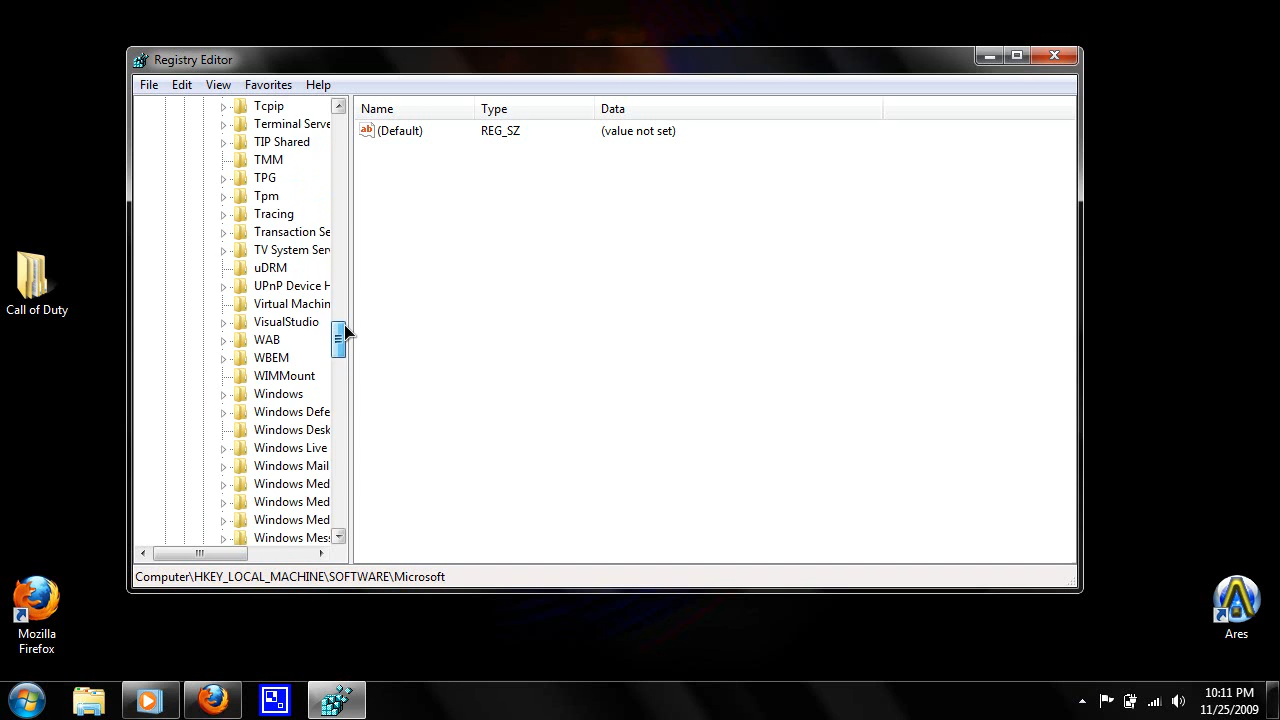 Registry Editor
File Edit View Favorites Help
Tcpip
Terminal Serve
TIP Shared
TMM
TPG
Tpm
Tracing
Transaction Se
TV System Serv
uDRM
UPnP Device H
Virtual Machin
VisualStudio
WAB
WBEM
WIMMount
Windows
Windows Defe
Windows Desk
Windows Live
Windows Mail
Windows Med
Windows Med
Windows Med
Windows Mess
Name Type Data
ab (Default) REG_SZ (value not set)
Computer\HKEY_LOCAL_MACHINE\SOFTWARE\Microsoft
Call of Duty
Mozilla
Firefox
Ares
10:11 PM
11/25/2009